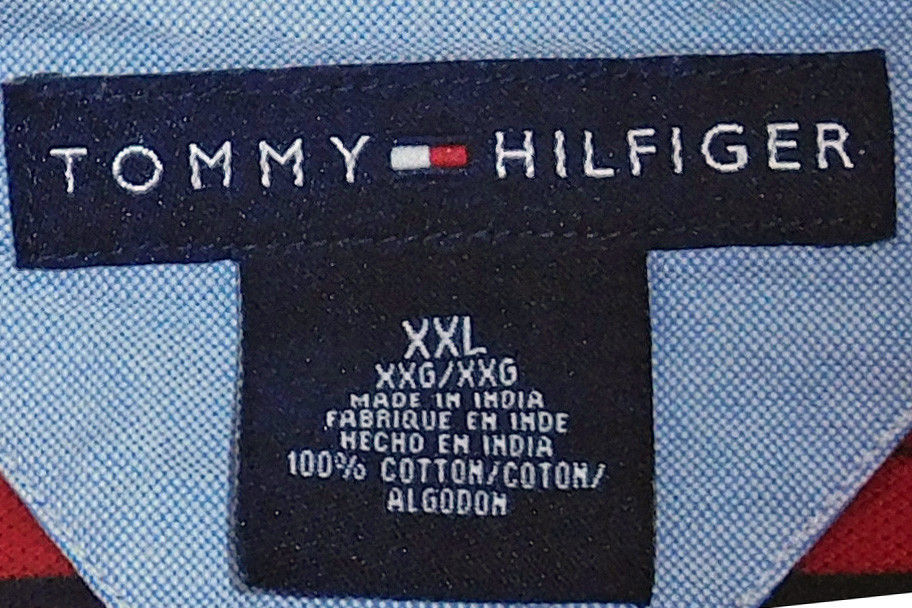 TOMMY HILFIGER
XXL
XXG/XXG
MADE IN INDIA
FABRIQUE EN INDE
HECHO EN INDIA
100% COTTON/COTON/
ALGODON